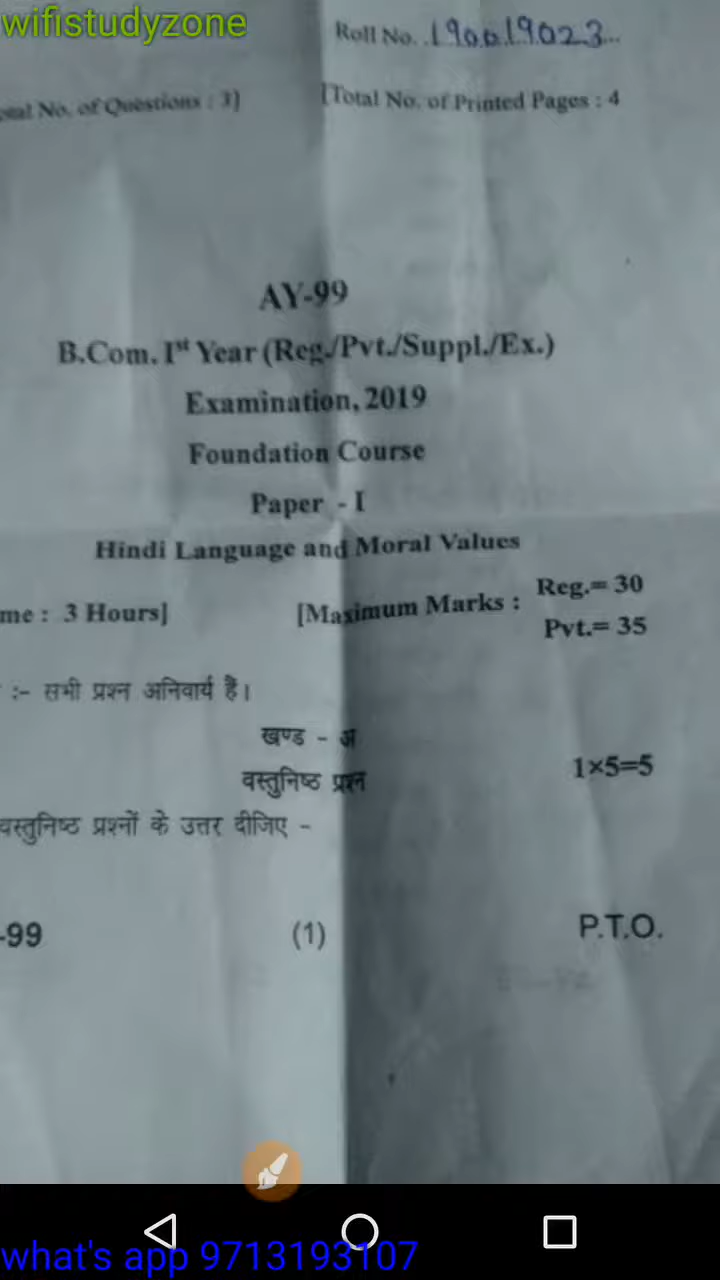 wifistudyzone
Roll No. 190019023
No. of Questions : 3]
[Total No. of Printed Pages : 4
AY-99
B.Com. Ist Year (Reg./Pvt./Suppl./Ex.)
Examination, 2019
Foundation Course
Paper - I
Hindi Language and Moral Values
me : 3 Hours]
[Maximum Marks :
Reg.= 30
Pvt.= 35
:- सभी प्रश्न अनिवार्य हैं।
खण्ड - अ
वस्तुनिष्ठ प्रश्न
1×5=5
वस्तुनिष्ठ प्रश्नों के उत्तर दीजिए -
-99
(1)
P.T.O.
what's app 9713193107